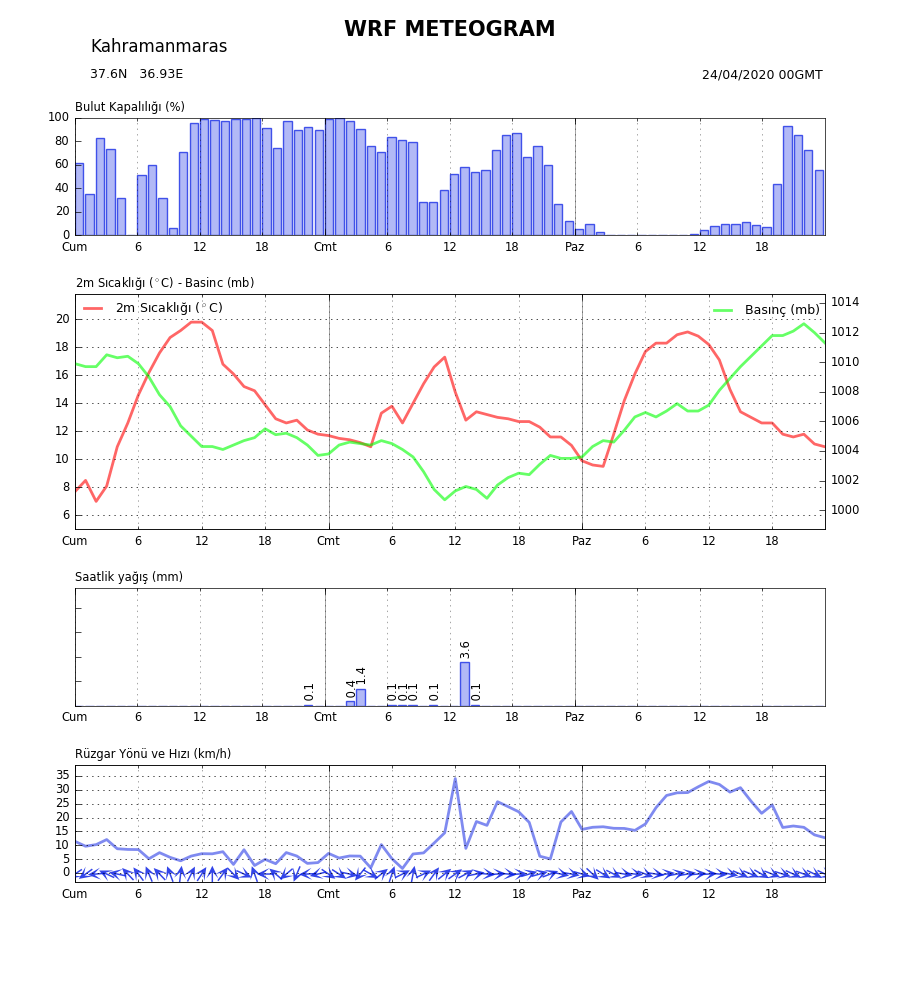 WRF METEOGRAM
Kahramanmaras
37.6N 36.93E
24/04/2020 00GMT
Bulut Kapalılığı (%)
100
80
60
40
20
0
Cum 6 12 18 Cmt 6 12 18 Paz 6 12 18
2m Sıcaklığı (°C) - Basinc (mb)
2m Sıcaklığı (°C)
Basınç (mb)
20
18
16
14
12
10
8
6
1014
1012
1010
1008
1006
1004
1002
1000
Cum 6 12 18 Cmt 6 12 18 Paz 6 12 18
Saatlik yağış (mm)
0.1 0.4 1.4 0.1 0.1 0.1 0.1 3.6 0.1
Cum 6 12 18 Cmt 6 12 18 Paz 6 12 18
Rüzgar Yönü ve Hızı (km/h)
35
30
25
20
15
10
5
0
Cum 6 12 18 Cmt 6 12 18 Paz 6 12 18